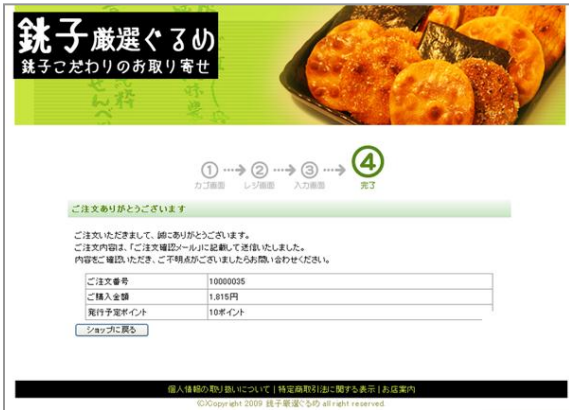 銚子厳選ぐるめ
銚子こだわりのお取り寄せ
① ② ③ ④
カゴ画面 レジ画面 入力画面 完了
ご注文ありがとうございます
ご注文いただきまして、誠にありがとうございます。
ご注文内容は、「ご注文確認メール」に記載して送信いたしました。
内容をご確認いただき、ご不明点がございましたらお問い合わせください。
ご注文番号 10000035
ご購入金額 1,815円
発行予定ポイント 10ポイント
ショップに戻る
個人情報の取り扱いについて | 特定商取引法に関する表示 | お店案内
(C)Copyright 2009 銚子厳選ぐるめ all right reserved.